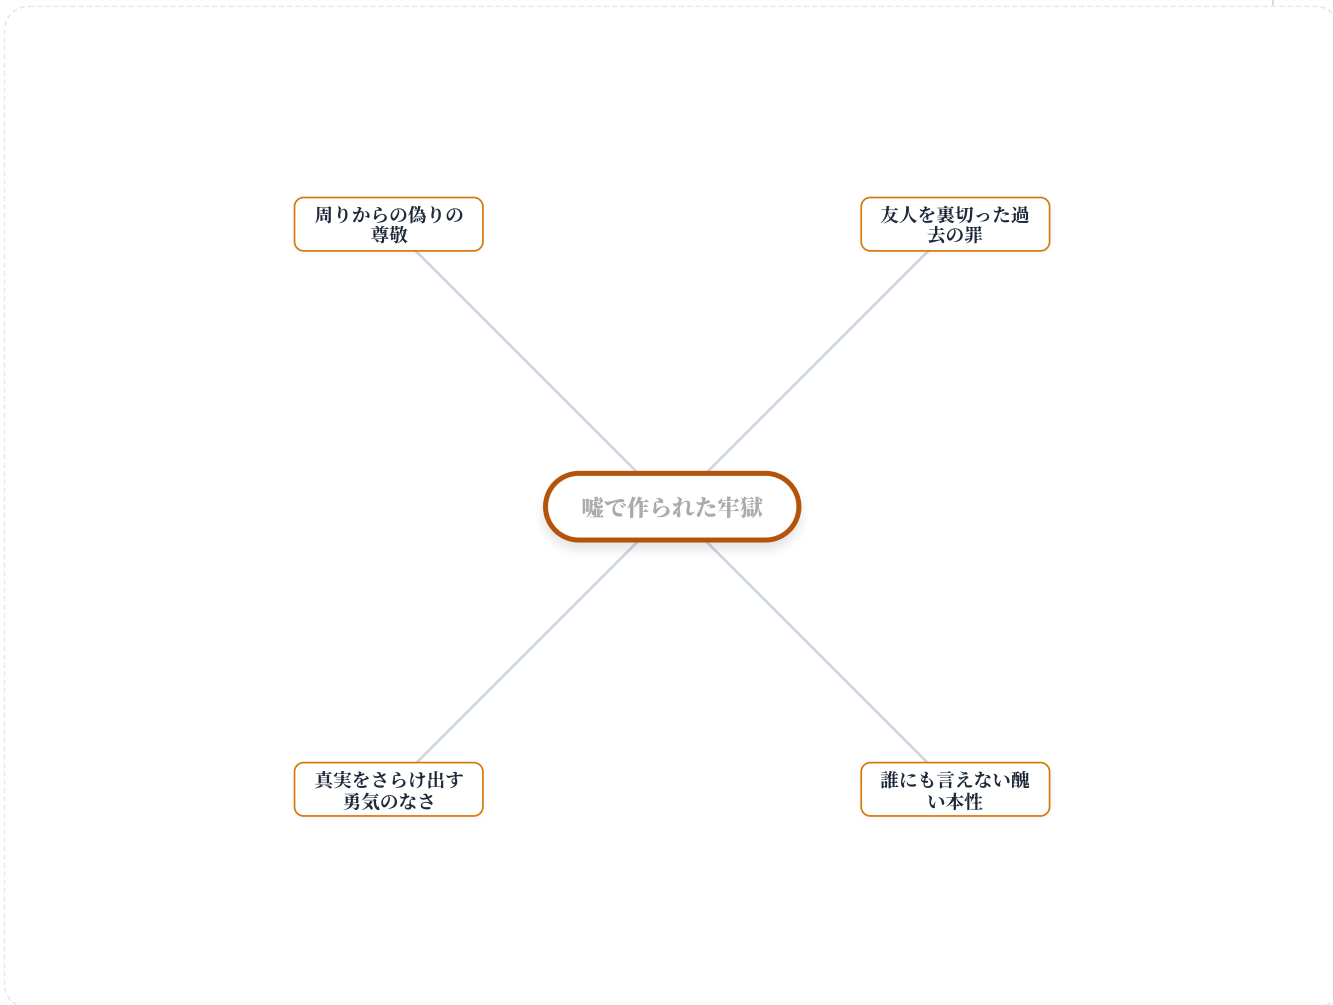 周りからの偽りの
尊敬
友人を裏切った過
去の罪
嘘で作られた牢獄
真実をさらけ出す
勇気のなさ
誰にも言えない醜
い本性